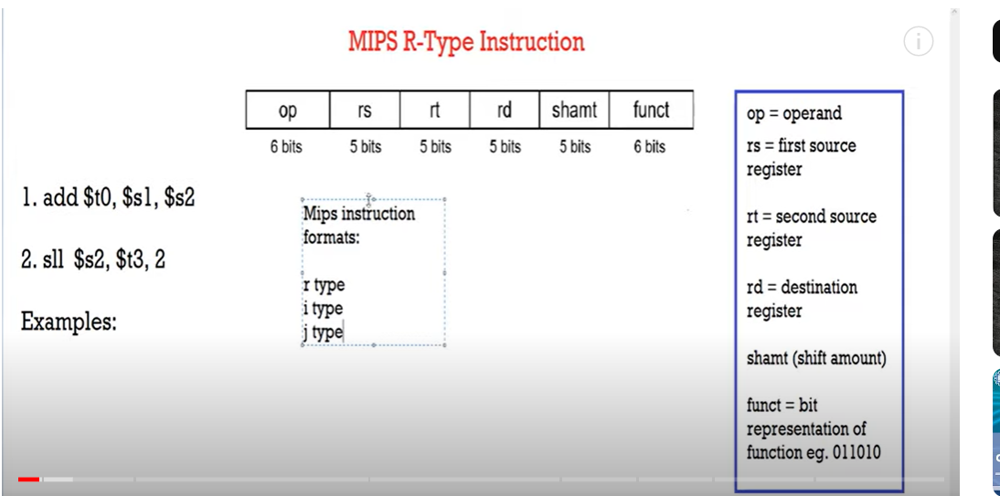 MIPS R-Type Instruction
op rs rt rd shamt funct
6 bits 5 bits 5 bits 5 bits 5 bits 6 bits
1. add $t0, $s1, $s2
2. sll $s2, $t3, 2
Examples:
Mips instruction
formats:
r type
i type
j type
op = operand
rs = first source
register
rt = second source
register
rd = destination
register
shamt (shift amount)
funct = bit
representation of
function eg. 011010